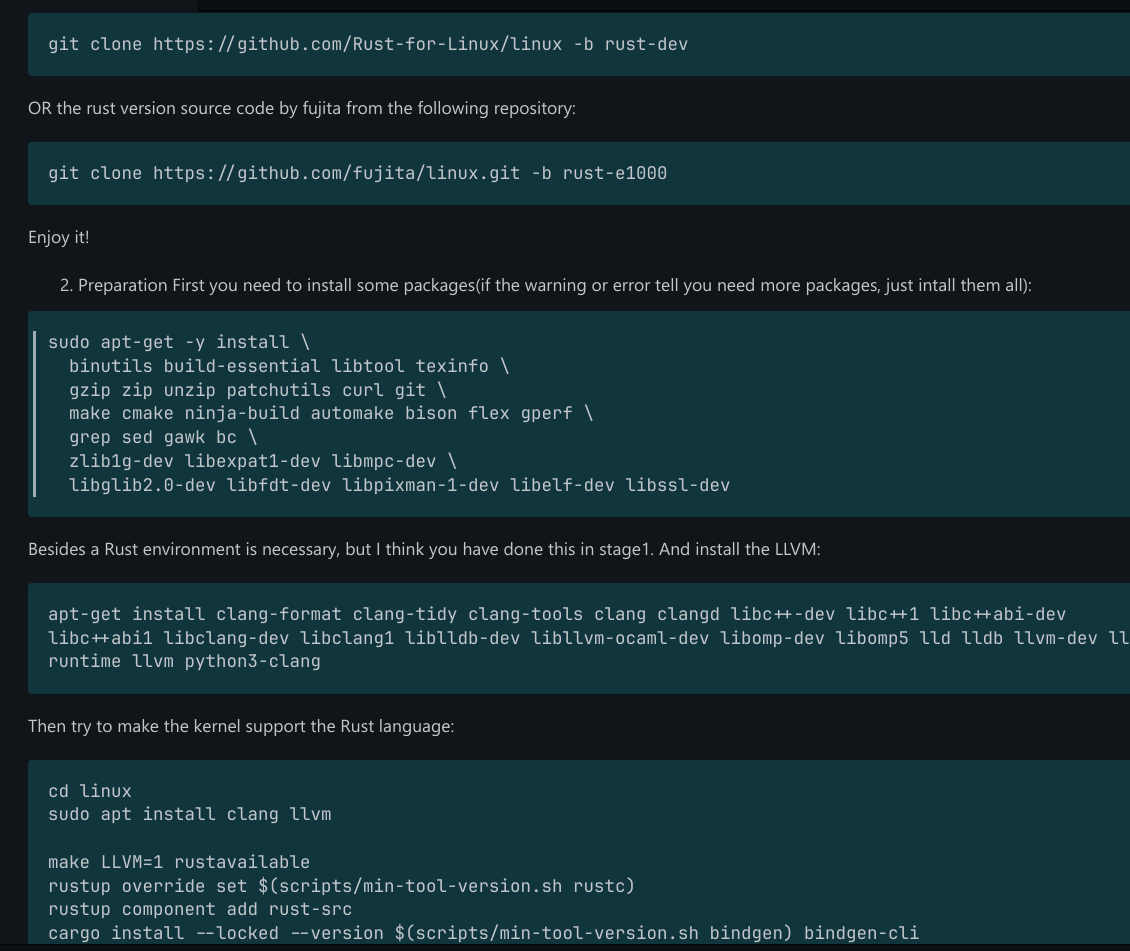 git clone https://github.com/Rust-for-Linux/linux -b rust-dev
OR the rust version source code by fujita from the following repository:
git clone https://github.com/fujita/linux.git -b rust-e1000
Enjoy it!
2. Preparation First you need to install some packages(if the warning or error tell you need more packages, just intall them all):
sudo apt-get -y install \
binutils build-essential libtool texinfo \
gzip zip unzip patchutils curl git \
make cmake ninja-build automake bison flex gperf \
grep sed gawk bc \
zlib1g-dev libexpat1-dev libmpc-dev \
libglib2.0-dev libfdt-dev libpixman-1-dev libelf-dev libssl-dev
Besides a Rust environment is necessary, but I think you have done this in stage1. And install the LLVM:
apt-get install clang-format clang-tidy clang-tools clang clangd libc++-dev libc++1 libc++abi-dev
libc++abi1 libclang-dev libclang1 liblldb-dev libllvm-ocaml-dev libomp-dev libomp5 lld lldb llvm-dev
runtime llvm python3-clang
Then try to make the kernel support the Rust language:
cd linux
sudo apt install clang llvm
make LLVM=1 rustavailable
rustup override set $(scripts/min-tool-version.sh rustc)
rustup component add rust-src
cargo install --locked --version $(scripts/min-tool-version.sh bindgen) bindgen-cli